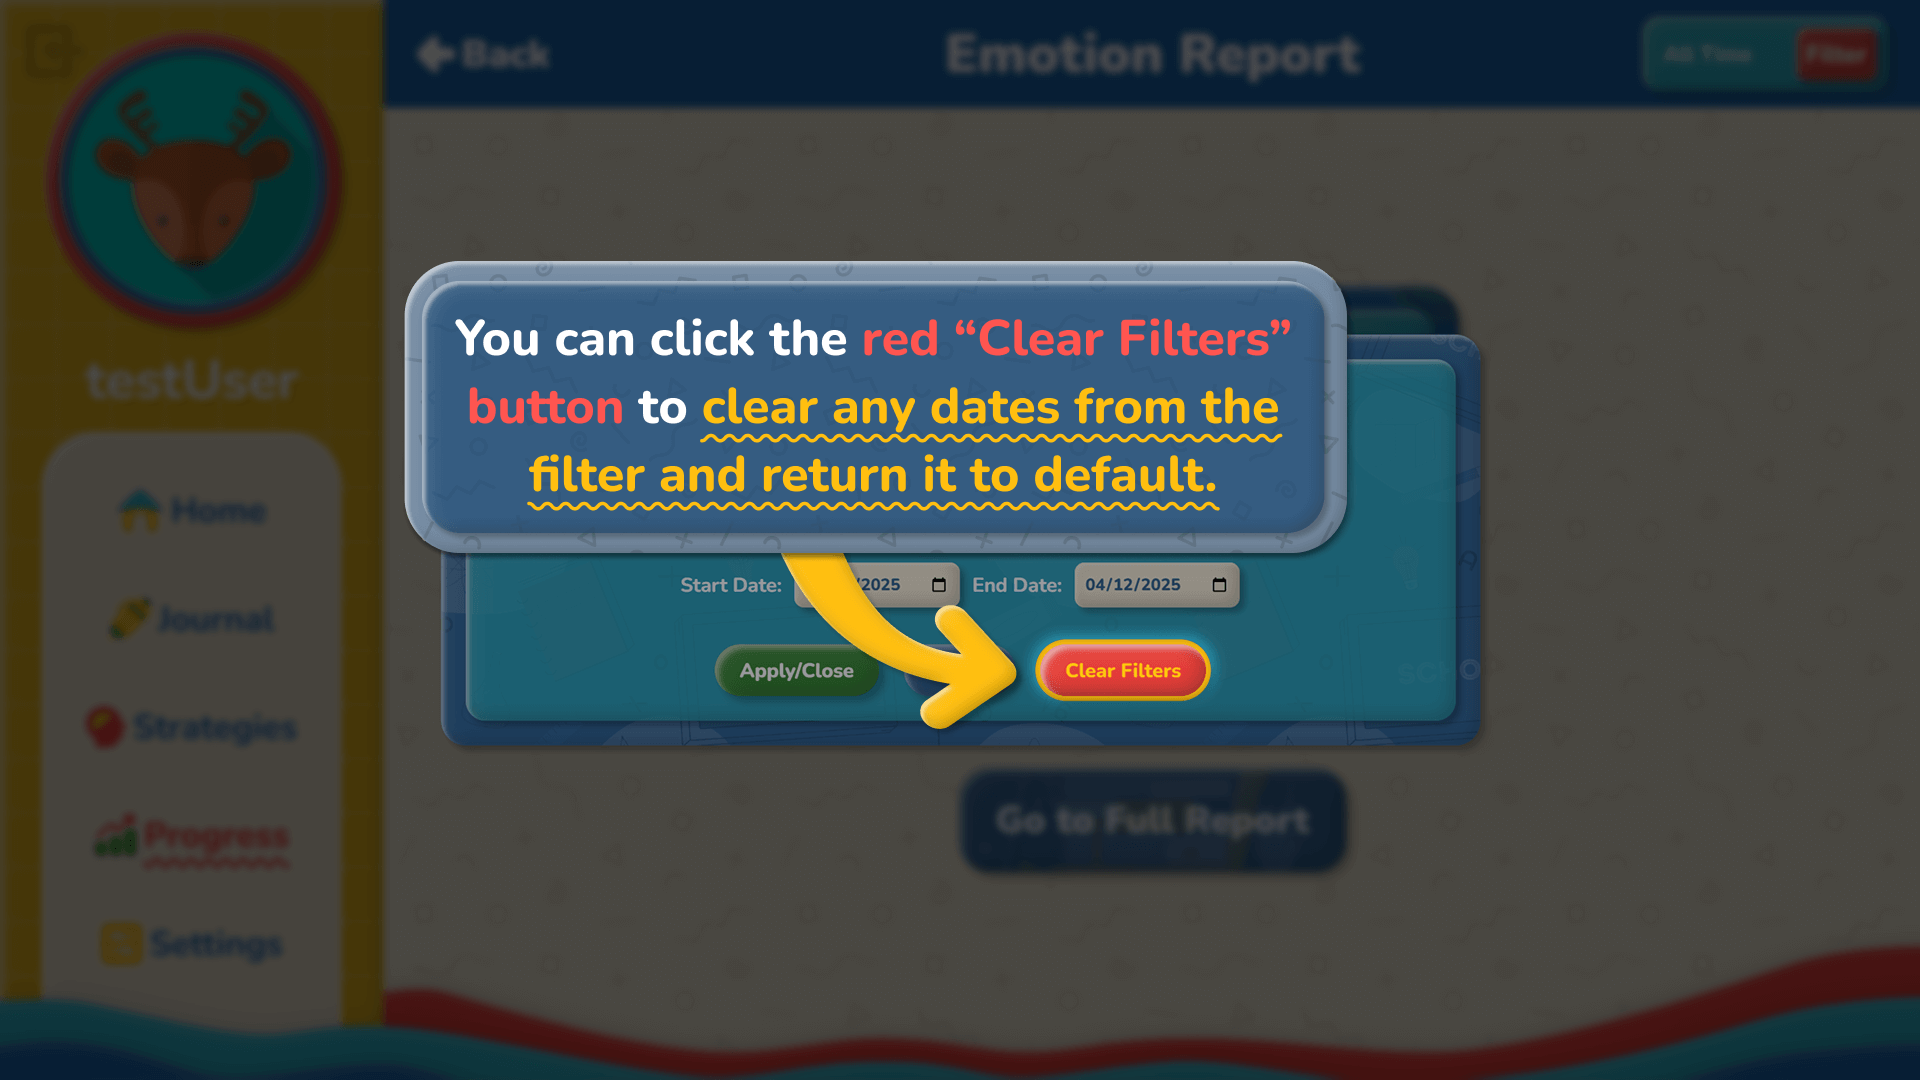 Back
Emotion Report
All Time
Filter
testUser
You can click the red “Clear Filters”
button to clear any dates from the
filter and return it to default.
Start Date:
/2025
End Date:
04/12/2025
Apply/Close
Clear Filters
Home
Journal
Strategies
Progress
Settings
Go to Full Report